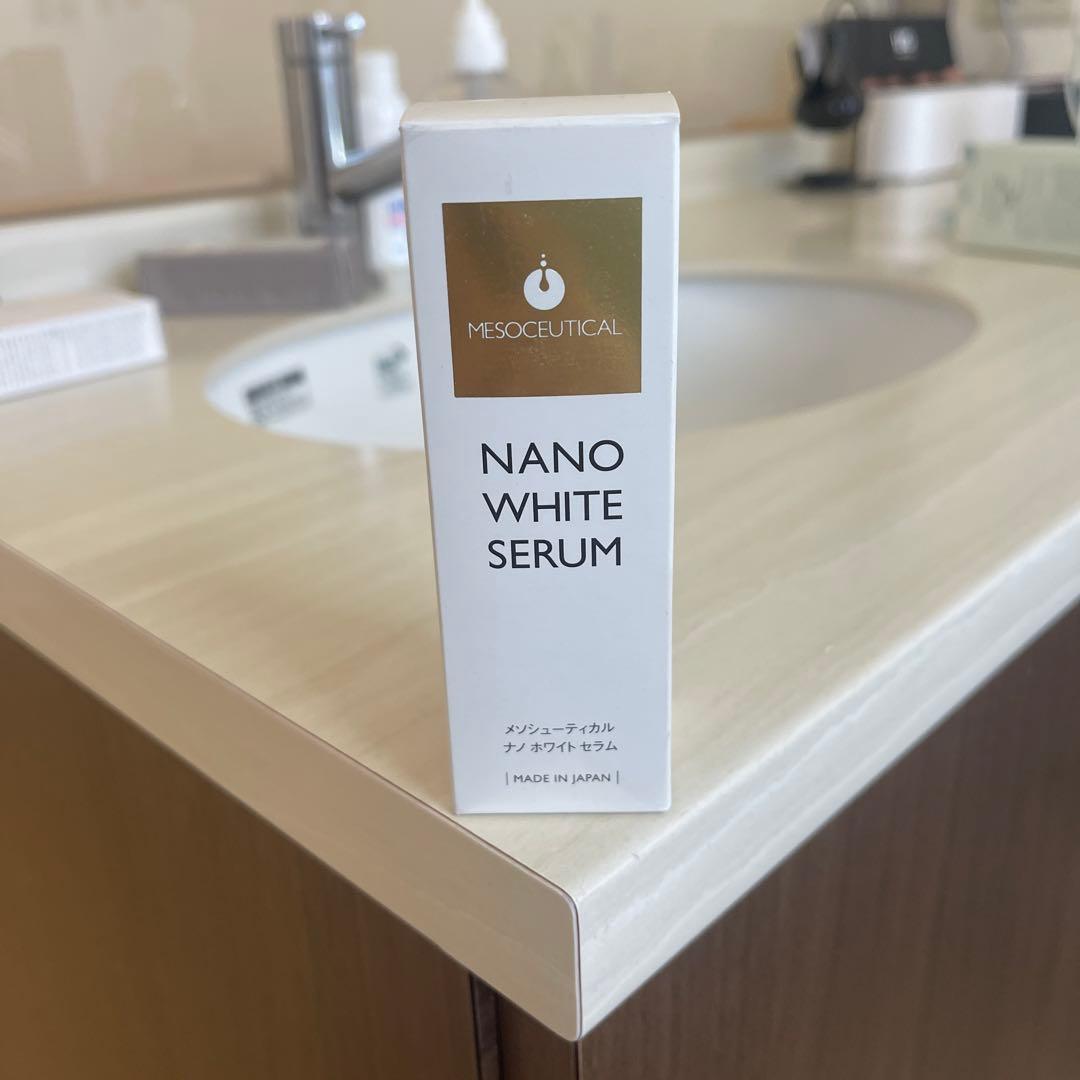 MESOCEUTICAL
NANO
WHITE
SERUM
メソシューティカル
ナノ ホワイト セラム
| MADE IN JAPAN |